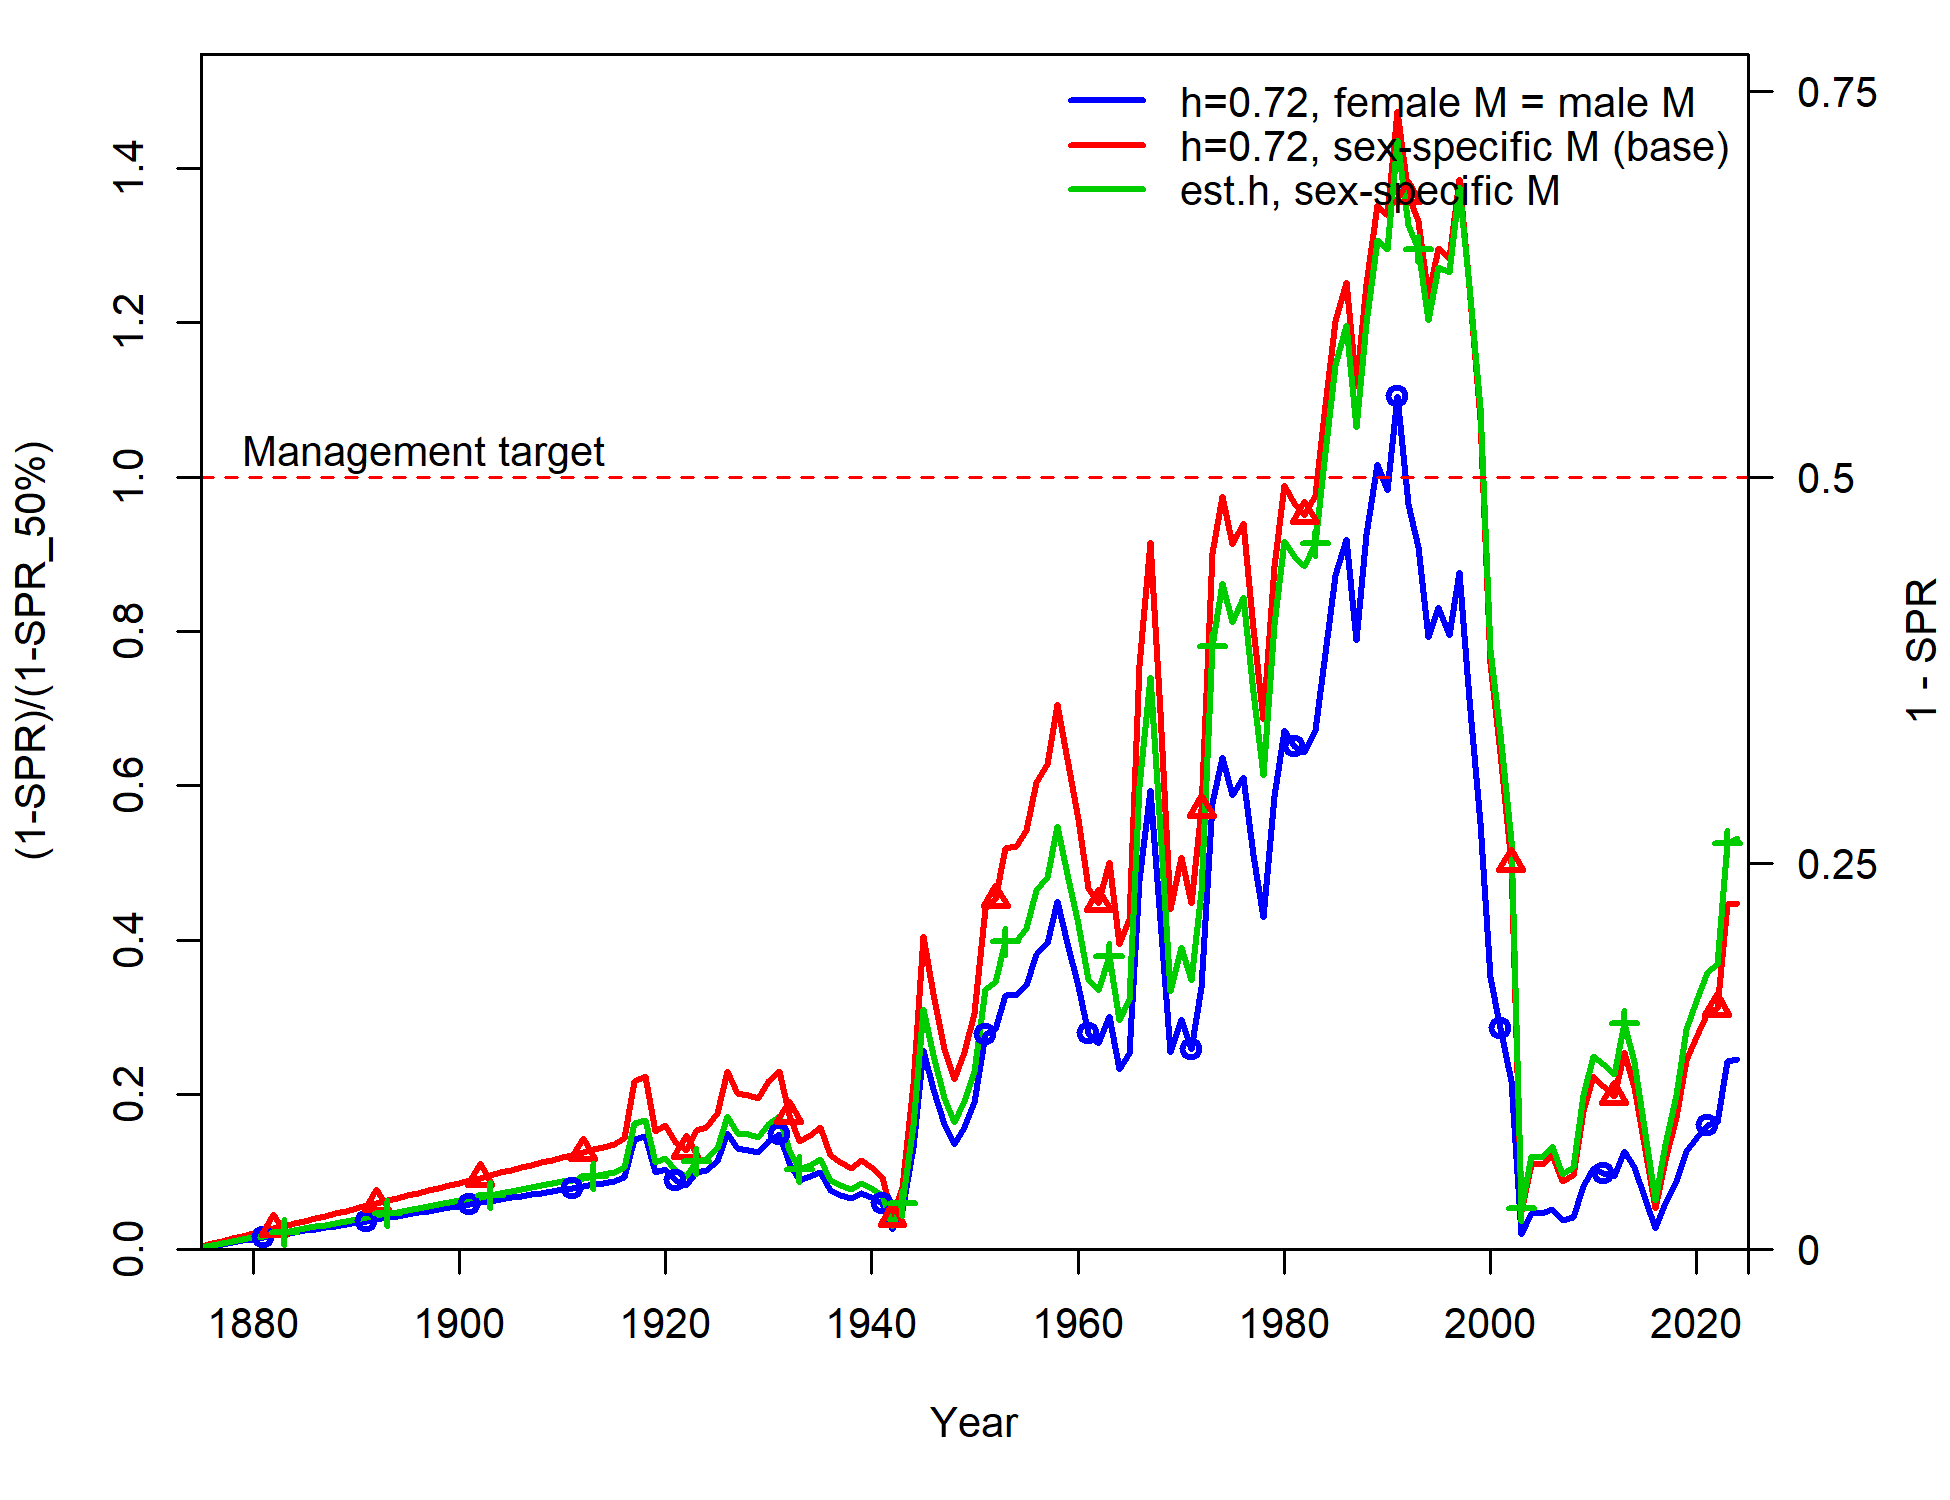 h=0.72, female M = male M
h=0.72, sex-specific M (base)
est.h, sex-specific M
Management target
(1-SPR)/(1-SPR_50%)
0.0
0.2
0.4
0.6
0.8
1.0
1.2
1.4
0.75
0.5
0.25
0
1 - SPR
1880
1900
1920
1940
1960
1980
2000
2020
Year